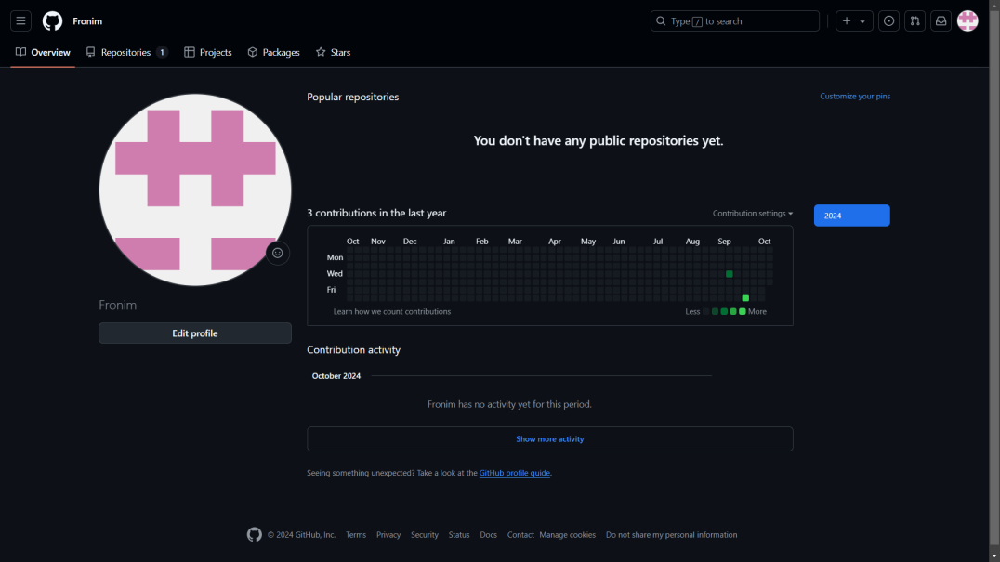 Fronim
Type / to search
Overview
Repositories 1
Projects
Packages
Stars
Popular repositories
Customize your pins
You don't have any public repositories yet.
3 contributions in the last year
Contribution settings
2024
Oct Nov Dec Jan Feb Mar Apr May Jun Jul Aug Sep Oct
Mon
Wed
Fri
Learn how we count contributions
Less More
Fronim
Edit profile
Contribution activity
October 2024
Fronim has no activity yet for this period.
Show more activity
Seeing something unexpected? Take a look at the GitHub profile guide.
© 2024 GitHub, Inc. Terms Privacy Security Status Docs Contact Manage cookies Do not share my personal information